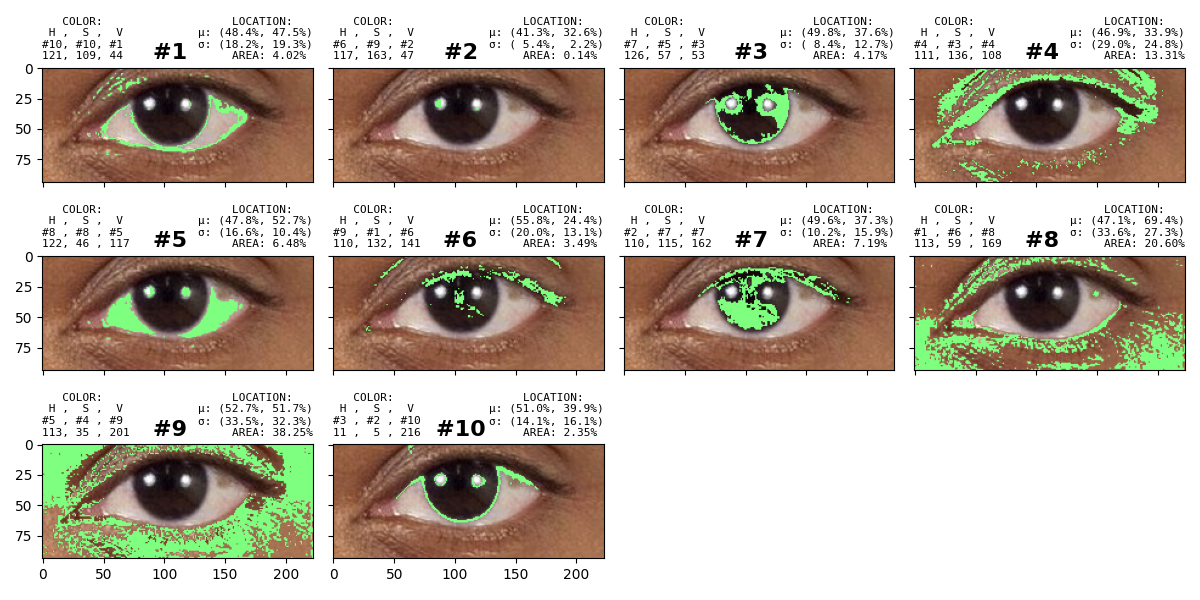 COLOR: LOCATION:
H , S , V μ: (48.4%, 47.5%)
#10, #10, #1 #1 σ: (18.2%, 19.3%)
121, 109, 44 AREA: 4.02%
COLOR: LOCATION:
H , S , V μ: (41.3%, 32.6%)
#6 , #9 , #2 #2 σ: ( 5.4%, 2.2%)
117, 163, 47 AREA: 0.14%
COLOR: LOCATION:
H , S , V μ: (49.8%, 37.6%)
#7 , #5 , #3 #3 σ: ( 8.4%, 12.7%)
126, 57 , 53 AREA: 4.17%
COLOR: LOCATION:
H , S , V μ: (46.9%, 33.9%)
#4 , #3 , #4 #4 σ: (29.0%, 24.8%)
111, 136, 108 AREA: 13.31%
0
25
50
75
COLOR: LOCATION:
H , S , V μ: (47.8%, 52.7%)
#8 , #8 , #5 #5 σ: (16.6%, 10.4%)
122, 46 , 117 AREA: 6.48%
COLOR: LOCATION:
H , S , V μ: (55.8%, 24.4%)
#9 , #1 , #6 #6 σ: (20.0%, 13.1%)
110, 132, 141 AREA: 3.49%
COLOR: LOCATION:
H , S , V μ: (49.6%, 37.3%)
#2 , #7 , #7 #7 σ: (10.2%, 15.9%)
110, 115, 162 AREA: 7.19%
COLOR: LOCATION:
H , S , V μ: (47.1%, 69.4%)
#1 , #6 , #8 #8 σ: (33.6%, 27.3%)
113, 59 , 169 AREA: 20.60%
0
25
50
75
COLOR: LOCATION:
H , S , V μ: (52.7%, 51.7%)
#5 , #4 , #9 #9 σ: (33.5%, 32.3%)
113, 35 , 201 AREA: 38.25%
COLOR: LOCATION:
H , S , V μ: (51.0%, 39.9%)
#3 , #2 , #10 #10 σ: (14.1%, 16.1%)
11 , 5 , 216 AREA: 2.35%
0
25
50
75
0 50 100 150 200
0 50 100 150 200